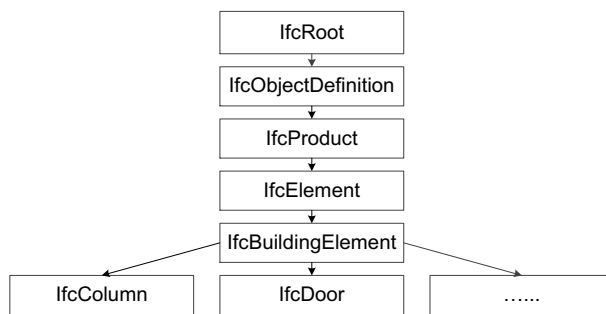 IfcRoot
IfcObjectDefinition
IfcProduct
IfcElement
IfcBuildingElement
IfcColumn
IfcDoor
…...